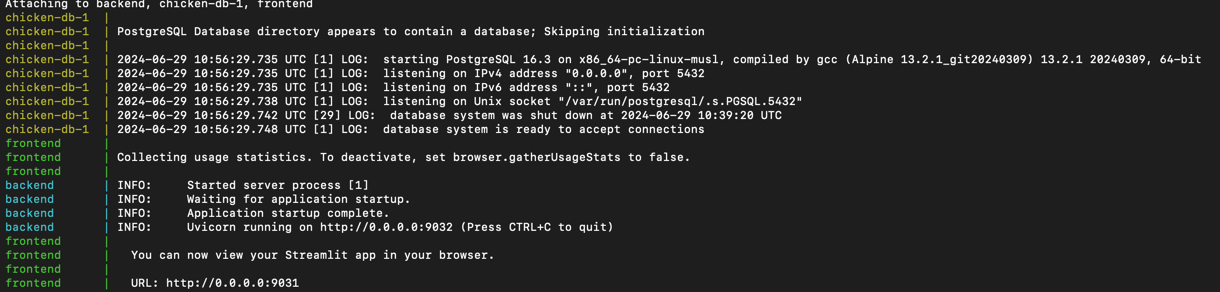 Attaching to backend, chicken-db-1, frontend
chicken-db-1  |
chicken-db-1  | PostgreSQL Database directory appears to contain a database; Skipping initialization
chicken-db-1  |
chicken-db-1  | 2024-06-29 10:56:29.735 UTC [1] LOG:  starting PostgreSQL 16.3 on x86_64-pc-linux-musl, compiled by gcc (Alpine 13.2.1_git20240309) 13.2.1 20240309, 64-bit
chicken-db-1  | 2024-06-29 10:56:29.735 UTC [1] LOG:  listening on IPv4 address "0.0.0.0", port 5432
chicken-db-1  | 2024-06-29 10:56:29.735 UTC [1] LOG:  listening on IPv6 address "::", port 5432
chicken-db-1  | 2024-06-29 10:56:29.738 UTC [1] LOG:  listening on Unix socket "/var/run/postgresql/.s.PGSQL.5432"
chicken-db-1  | 2024-06-29 10:56:29.742 UTC [29] LOG:  database system was shut down at 2024-06-29 10:39:20 UTC
chicken-db-1  | 2024-06-29 10:56:29.748 UTC [1] LOG:  database system is ready to accept connections
frontend      |
frontend      | Collecting usage statistics. To deactivate, set browser.gatherUsageStats to false.
frontend      |
backend       | INFO:     Started server process [1]
backend       | INFO:     Waiting for application startup.
backend       | INFO:     Application startup complete.
backend       | INFO:     Uvicorn running on http://0.0.0.0:9032 (Press CTRL+C to quit)
frontend      |
frontend      |   You can now view your Streamlit app in your browser.
frontend      |
frontend      |   URL: http://0.0.0.0:9031